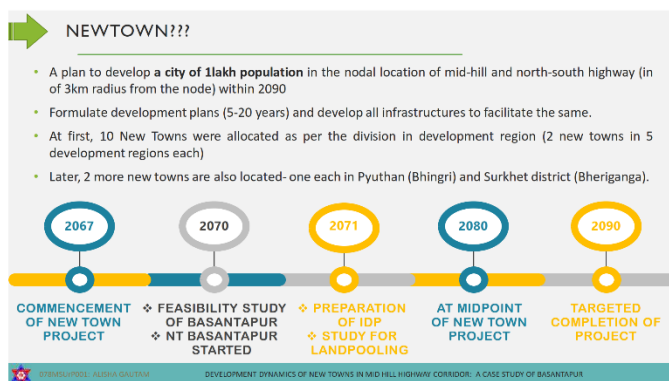 NEWTOWN???
• A plan to develop a city of 1lakh population in the nodal location of mid-hill and north-south highway (in
of 3km radius from the node) within 2090
• Formulate development plans (5-20 years) and develop all infrastructures to facilitate the same.
• At first, 10 New Towns were allocated as per the division in development region (2 new towns in 5
development regions each)
• Later, 2 more new towns are also located- one each in Pyuthan (Bhingri) and Surkhet district (Bheriganga).
2067
2070
2071
2080
2090
COMMENCEMENT
OF NEW TOWN
PROJECT
❖ FEASIBILITY STUDY
OF BASANTAPUR
❖ NT BASANTAPUR
STARTED
❖ PREPARATION
OF IDP
❖ STUDY FOR
LANDPOOLING
AT MIDPOINT
OF NEW TOWN
PROJECT
TARGETED
COMPLETION OF
PROJECT
ALISHA GAUTAM
DEVELOPMENT DYNAMICS OF NEW TOWNS IN MID HILL HIGHWAY CORRIDOR: A CASE STUDY OF BASANTAPUR